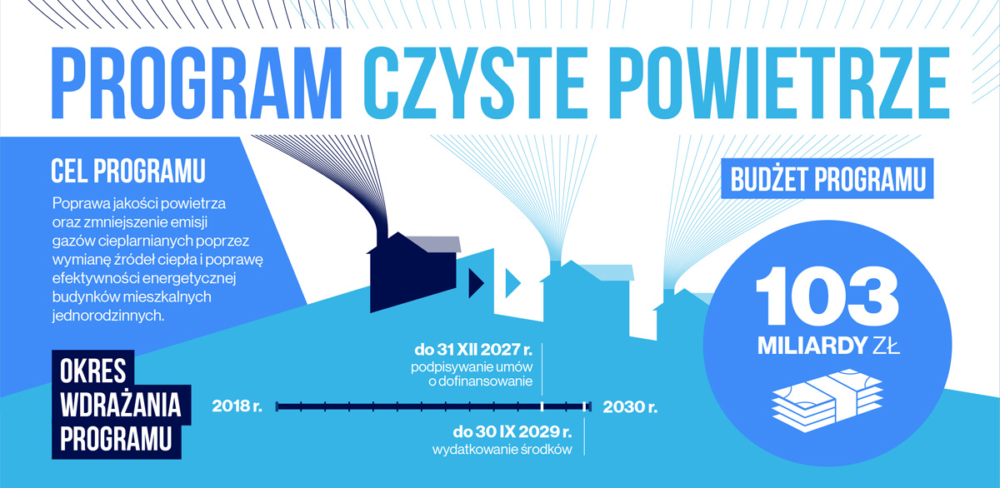 PROGRAM CZYSTE POWIETRZE
CEL PROGRAMU
Poprawa jakości powietrza
oraz zmniejszenie emisji
gazów cieplarnianych poprzez
wymianę źródeł ciepła i poprawę
efektywności energetycznej
budynków mieszkalnych
jednorodzinnych.
BUDŻET PROGRAMU
103
MILIARDY ZŁ
OKRES
WDRAŻANIA
PROGRAMU
do 31 XII 2027 r.
podpisywanie umów
o dofinansowanie
2018 r.
2030 r.
do 30 IX 2029 r.
wydatkowanie środków